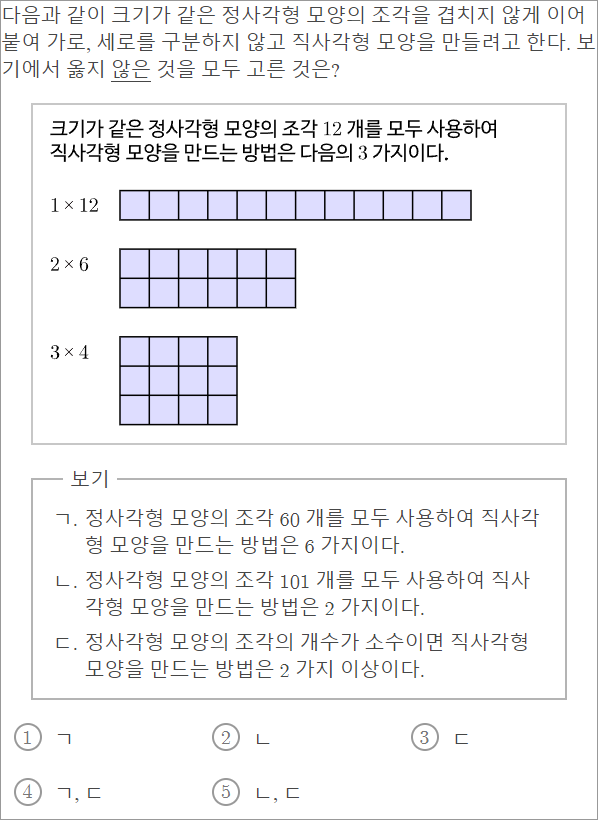 다음과 같이 크기가 같은 정사각형 모양의 조각을 겹치지 않게 이어
붙여 가로, 세로를 구분하지 않고 직사각형 모양을 만들려고 한다. 보
기에서 옳지 않은 것을 모두 고른 것은?
크기가 같은 정사각형 모양의 조각 12 개를 모두 사용하여
직사각형 모양을 만드는 방법은 다음의 3 가지이다.
1 × 12
2 × 6
3 × 4
보기
ㄱ. 정사각형 모양의 조각 60 개를 모두 사용하여 직사각
형 모양을 만드는 방법은 6 가지이다.
ㄴ. 정사각형 모양의 조각 101 개를 모두 사용하여 직사
각형 모양을 만드는 방법은 2 가지이다.
ㄷ. 정사각형 모양의 조각의 개수가 소수이면 직사각형
모양을 만드는 방법은 2 가지 이상이다.
① ㄱ ② ㄴ ③ ㄷ
④ ㄱ, ㄷ ⑤ ㄴ, ㄷ